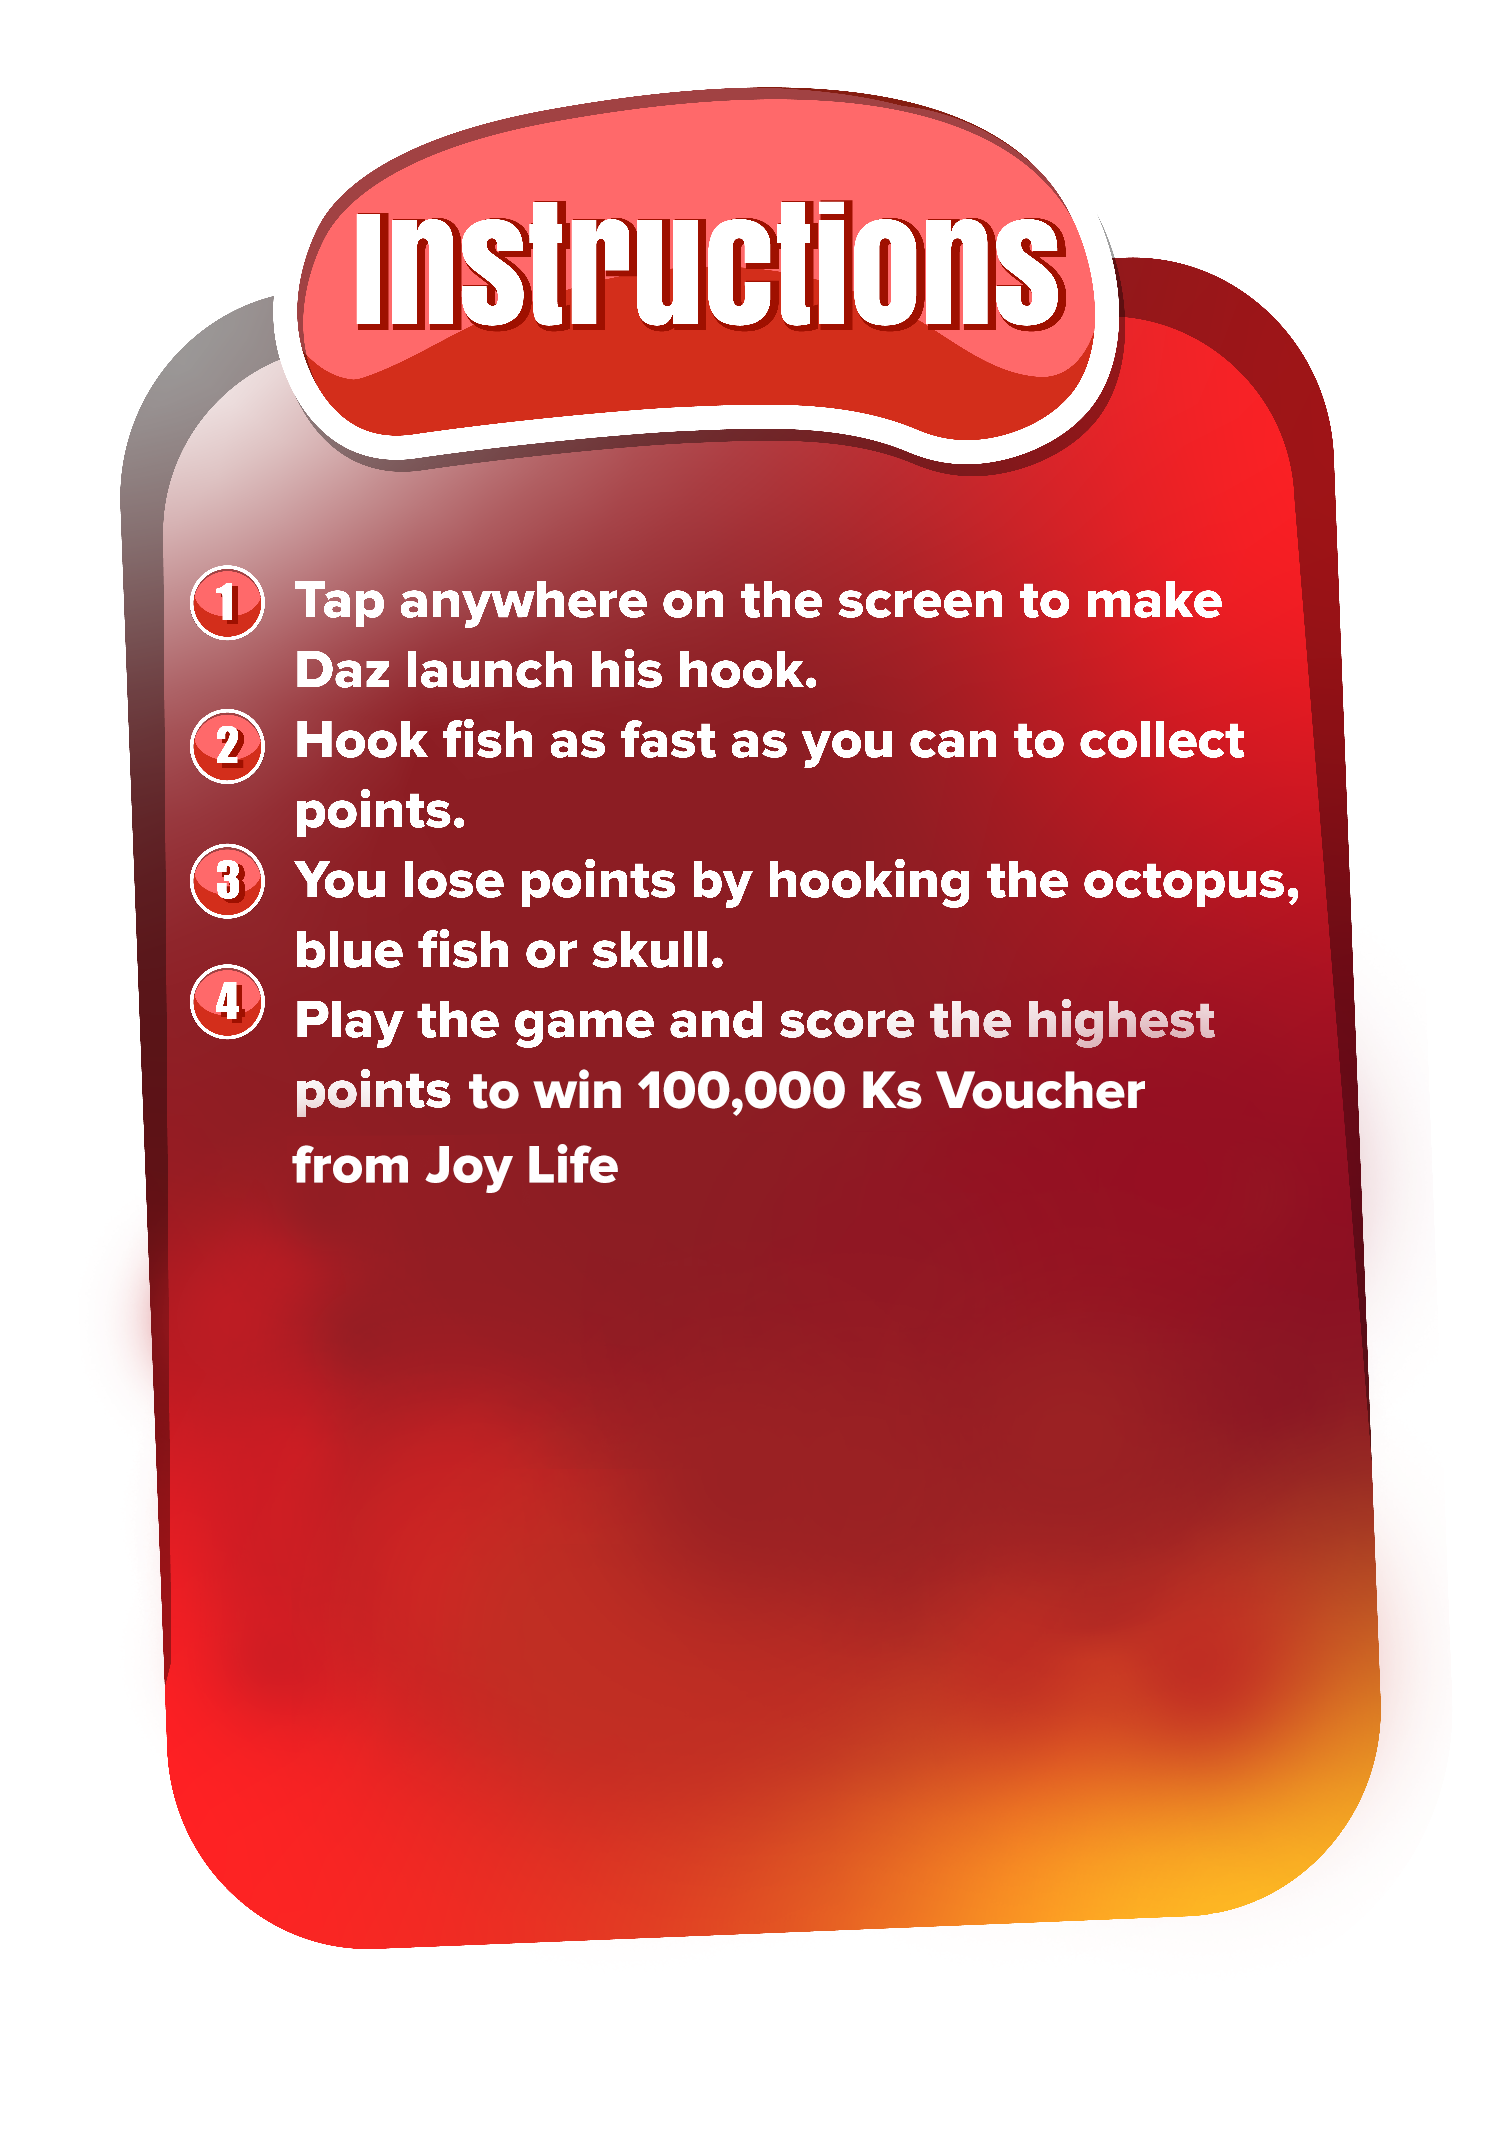 Instructions
1 Tap anywhere on the screen to make
Daz launch his hook.
2 Hook fish as fast as you can to collect
points.
3 You lose points by hooking the octopus,
blue fish or skull.
4 Play the game and score the highest
points to win 100,000 Ks Voucher
from Joy Life